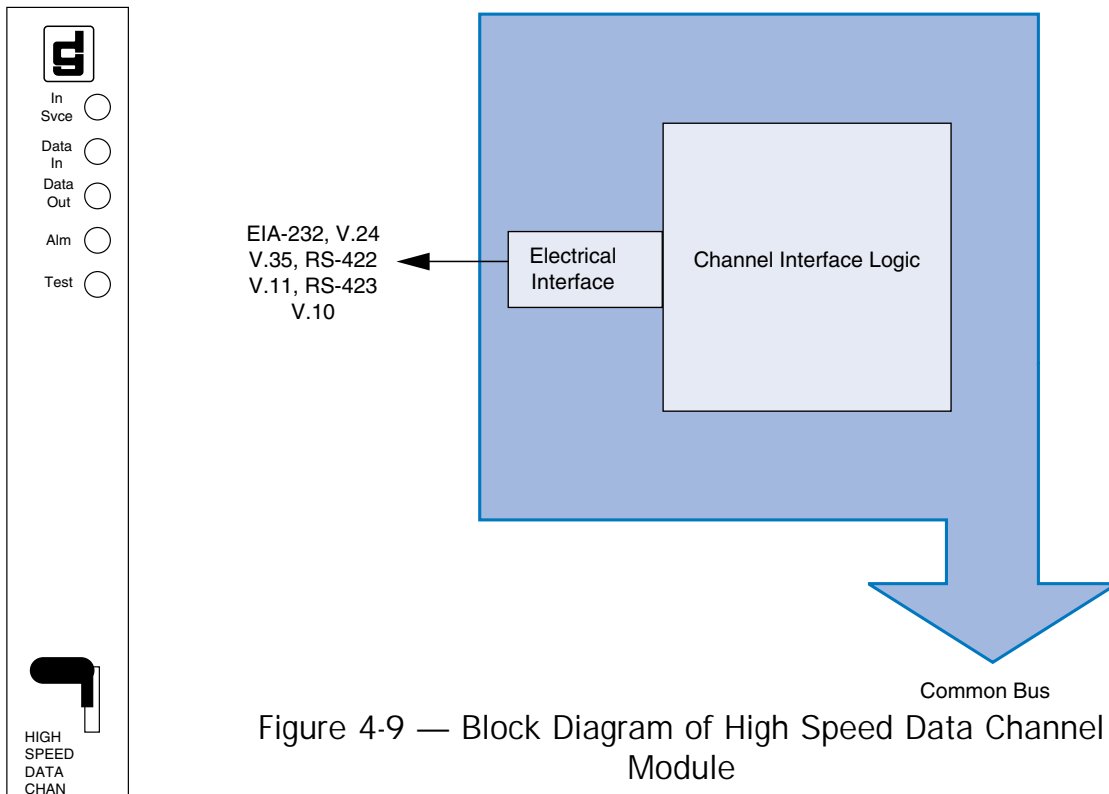 dg
In
Svce
Data
In
Data
Out
Alm
Test
HIGH
SPEED
DATA
CHAN
EIA-232, V.24
V.35, RS-422
V.11, RS-423
V.10
Electrical
Interface
Channel Interface Logic
Common Bus
Figure 4-9 — Block Diagram of High Speed Data Channel
Module